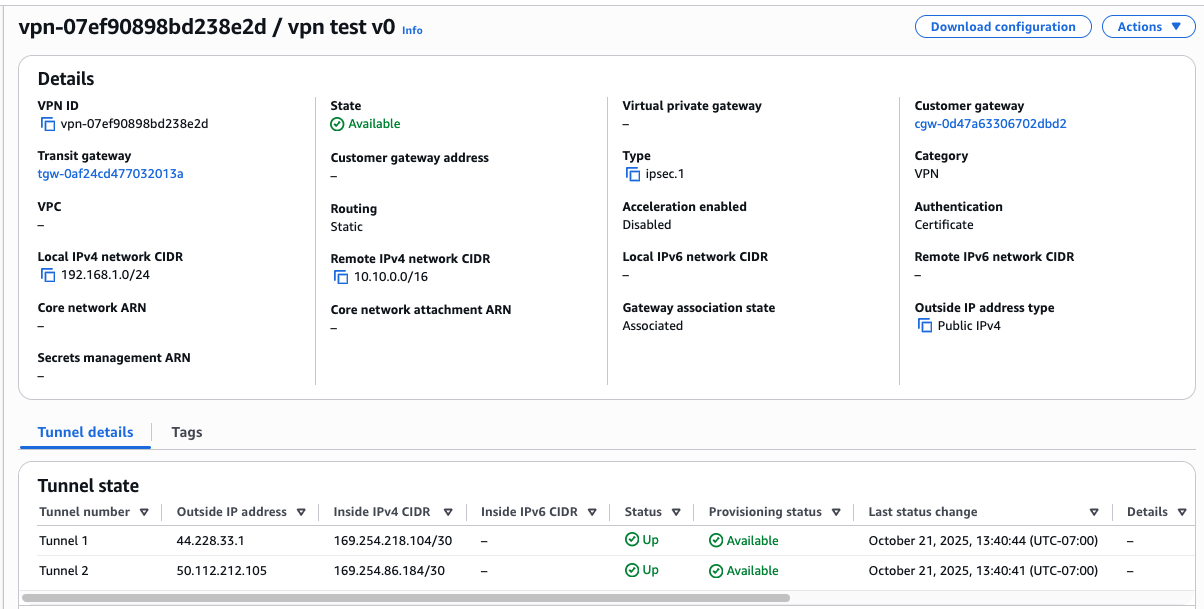 vpn-07ef90898bd238e2d / vpn test v0 Info
Download configuration
Actions
Details
VPN ID
vpn-07ef90898bd238e2d
State
Available
Virtual private gateway
–
Customer gateway
cgw-0d47a63306702dbd2
Transit gateway
tgw-0af24cd477032013a
Customer gateway address
–
Type
ipsec.1
Category
VPN
VPC
–
Routing
Static
Acceleration enabled
Disabled
Authentication
Certificate
Local IPv4 network CIDR
192.168.1.0/24
Remote IPv4 network CIDR
10.10.0.0/16
Local IPv6 network CIDR
–
Remote IPv6 network CIDR
–
Core network ARN
–
Core network attachment ARN
–
Gateway association state
Associated
Outside IP address type
Public IPv4
Secrets management ARN
–
Tunnel details
Tags
Tunnel state
Tunnel number Outside IP address Inside IPv4 CIDR Inside IPv6 CIDR Status Provisioning status Last status change Details
Tunnel 1 44.228.33.1 169.254.218.104/30 – Up Available October 21, 2025, 13:40:44 (UTC-07:00) –
Tunnel 2 50.112.212.105 169.254.86.184/30 – Up Available October 21, 2025, 13:40:41 (UTC-07:00) –